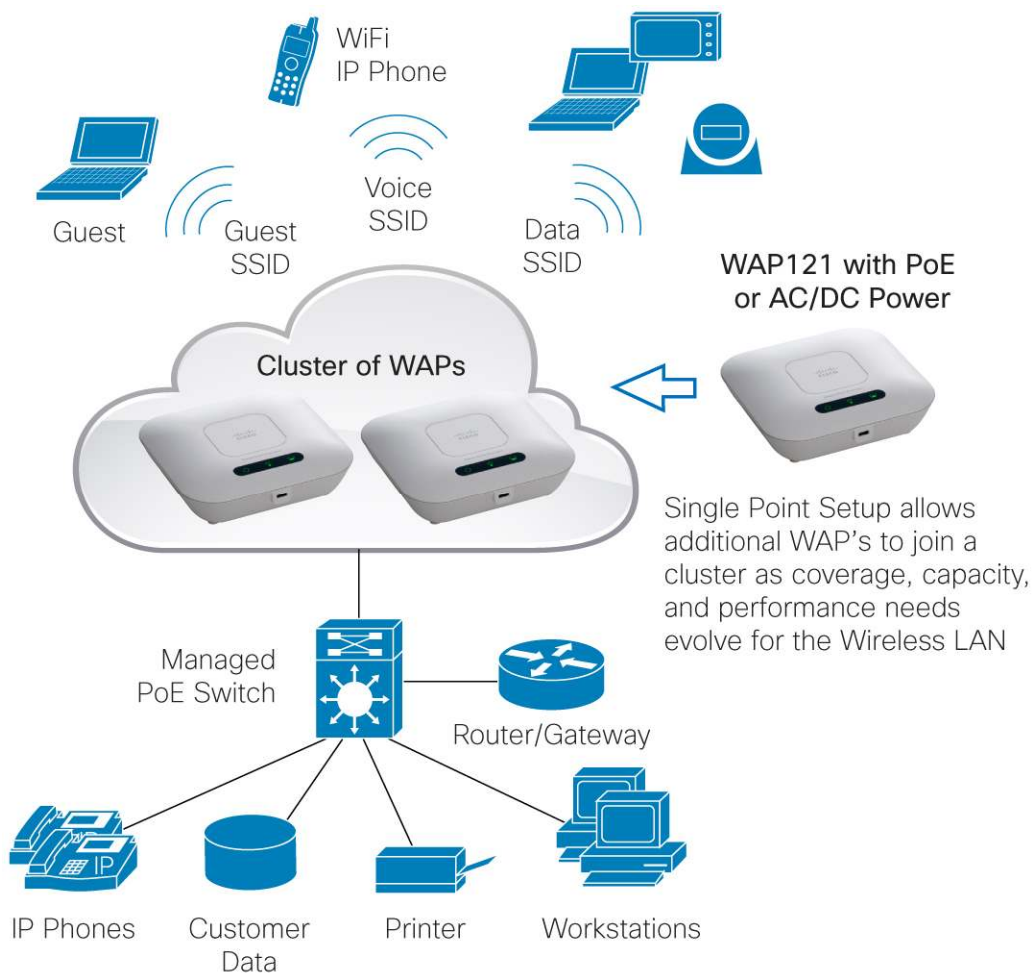 WiFi
IP Phone
Guest
Guest
SSID
Voice
SSID
Data
SSID
WAP121 with PoE
or AC/DC Power
Cluster of WAPs
Single Point Setup allows
additional WAP's to join a
cluster as coverage, capacity,
and performance needs
evolve for the Wireless LAN
Managed
PoE Switch
Router/Gateway
IP
IP Phones
Customer
Data
Printer
Workstations